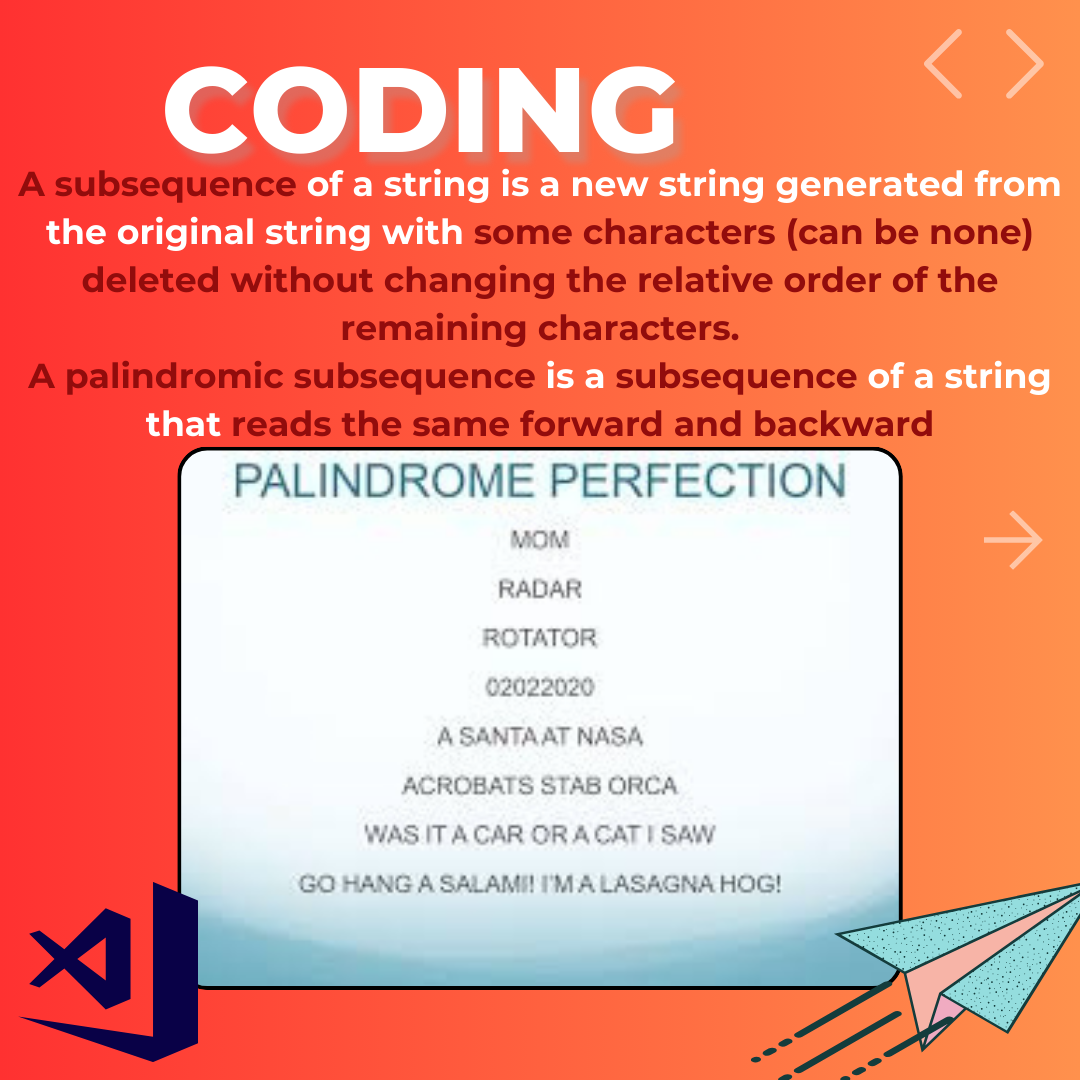 CODING
A subsequence of a string is a new string generated from
the original string with some characters (can be none)
deleted without changing the relative order of the
remaining characters.
A palindromic subsequence is a subsequence of a string
that reads the same forward and backward
PALINDROME PERFECTION
MOM
RADAR
ROTATOR
02022020
A SANTA AT NASA
ACROBATS STAB ORCA
WAS IT A CAR OR A CAT I SAW
GO HANG A SALAMI! I'M A LASAGNA HOG!